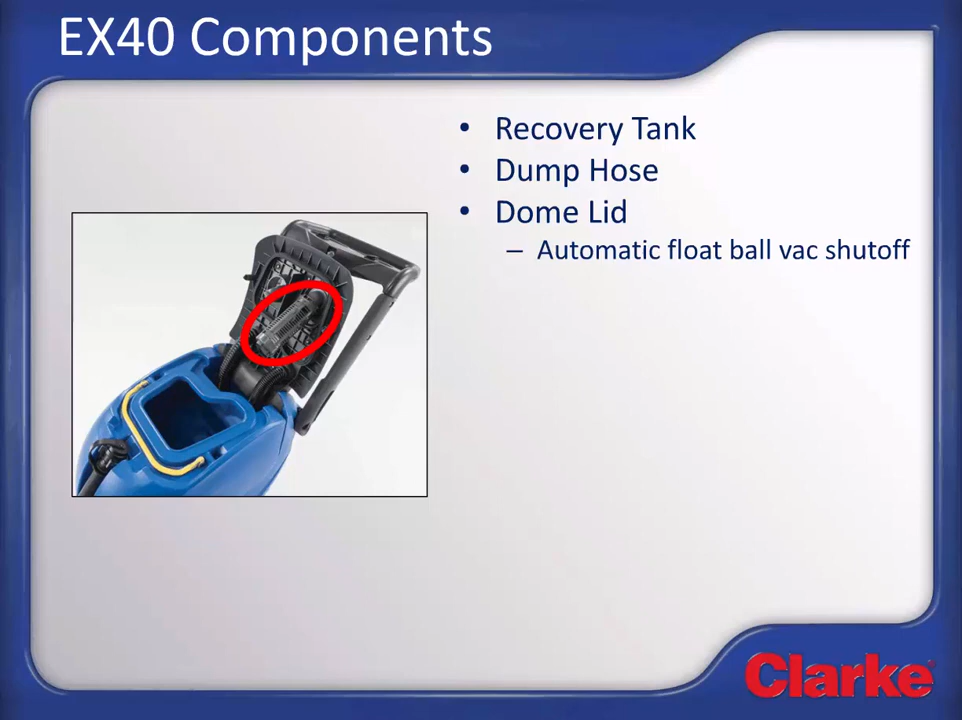 EX40 Components
• Recovery Tank
• Dump Hose
• Dome Lid
– Automatic float ball vac shutoff
Clarke